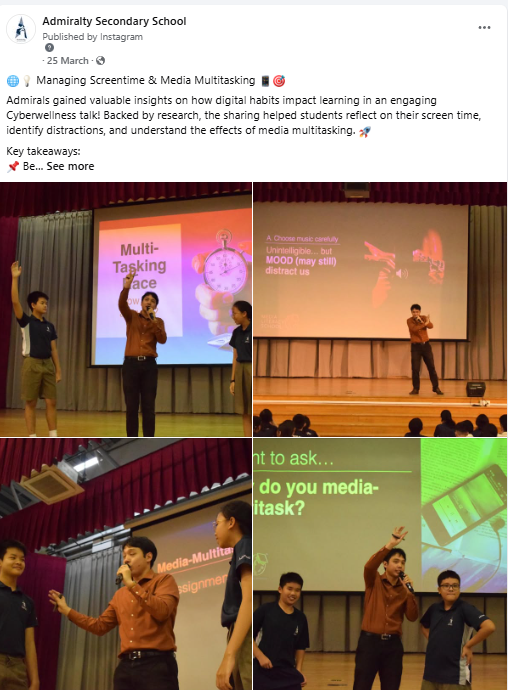 Admiralty Secondary School
Published by Instagram
· 25 March ·
🌐💡 Managing Screentime & Media Multitasking 📱🎯
Admirals gained valuable insights on how digital habits impact learning in an engaging
Cyberwellness talk! Backed by research, the sharing helped students reflect on their screen time,
identify distractions, and understand the effects of media multitasking. 🚀
Key takeaways:
📌 Be... See more
Multi-
Tasking
A. Choose music carefully
Unintelligible... but
MOOD (may still)
distract us
Media-Multita
ssignme
nt to ask...
do you media-
itask?